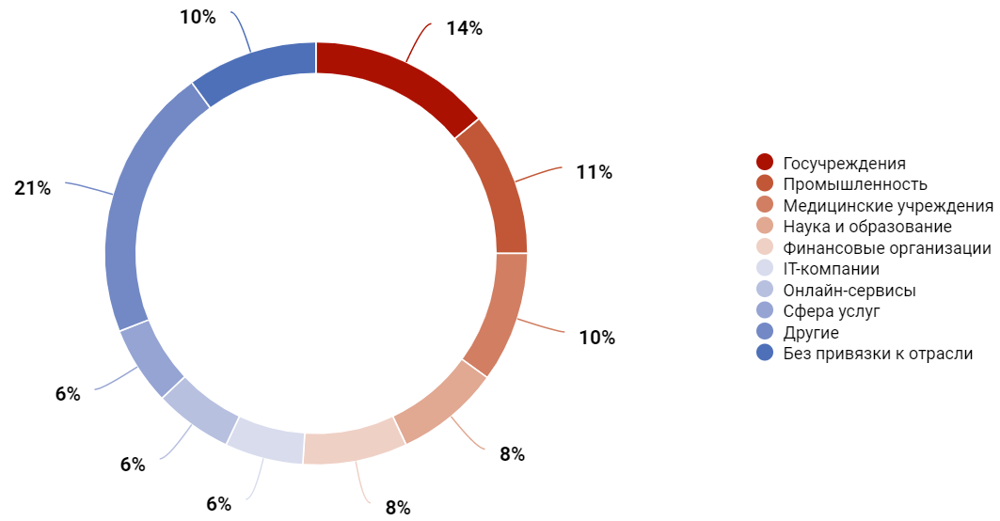 10%
14%
11%
21%
10%
6%
8%
6%
6%
8%
Госучреждения
Промышленность
Медицинские учреждения
Наука и образование
Финансовые организации
IT-компании
Онлайн-сервисы
Сфера услуг
Другие
Без привязки к отрасли